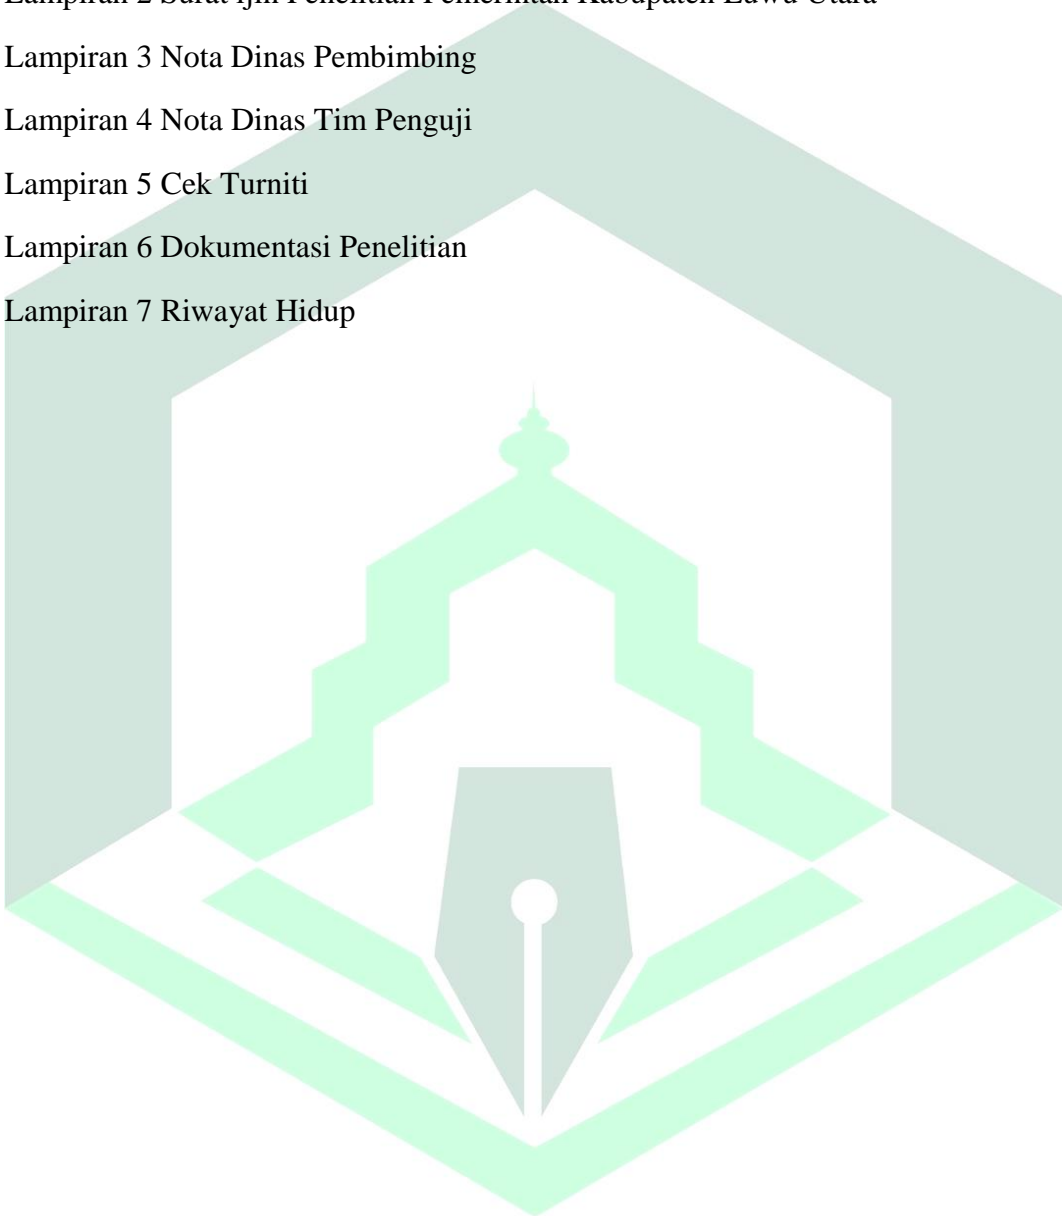 Lampiran 2 Surat ijin Penelitian Pemerintah Kabupaten Luwu Utara
Lampiran 3 Nota Dinas Pembimbing
Lampiran 4 Nota Dinas Tim Penguji
Lampiran 5 Cek Turniti
Lampiran 6 Dokumentasi Penelitian
Lampiran 7 Riwayat Hidup